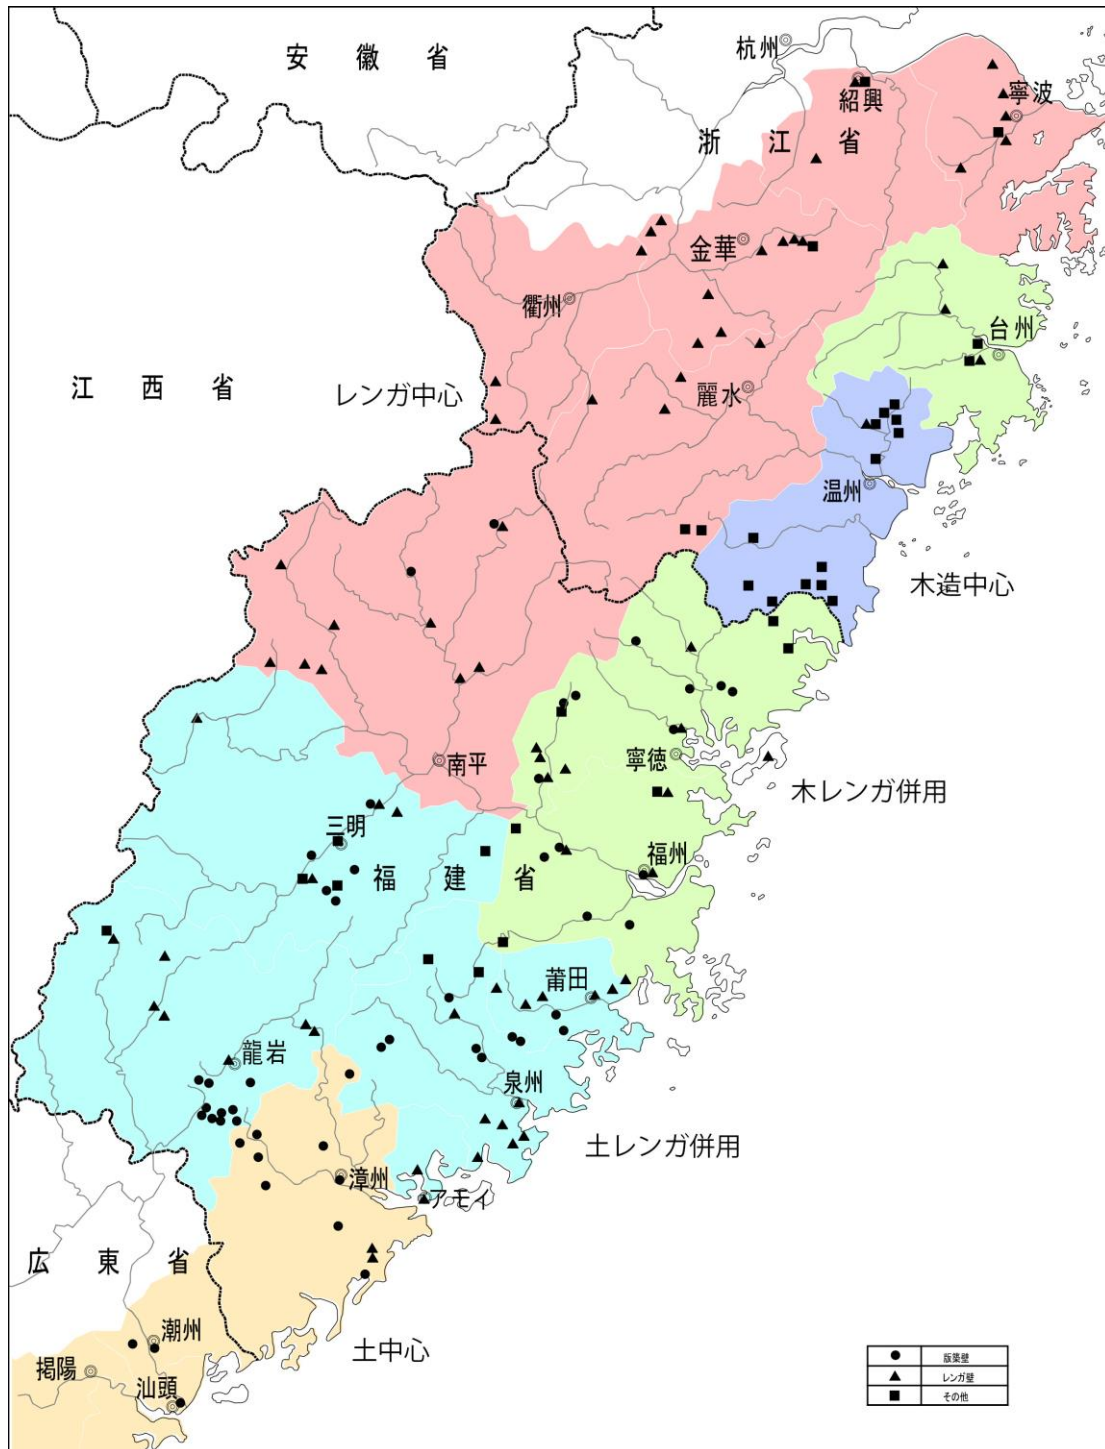 杭州
安徽省
寧波
紹興
浙江省
金華
衢州
台州
江西省
レンガ中心
麗水
温州
木造中心
南平
寧徳
木レンガ併用
三明
福建省
福州
莆田
龍岩
泉州
土レンガ併用
漳州
アモイ
広東省
潮州
土中心
掲陽
汕頭
版築壁
レンガ壁
その他